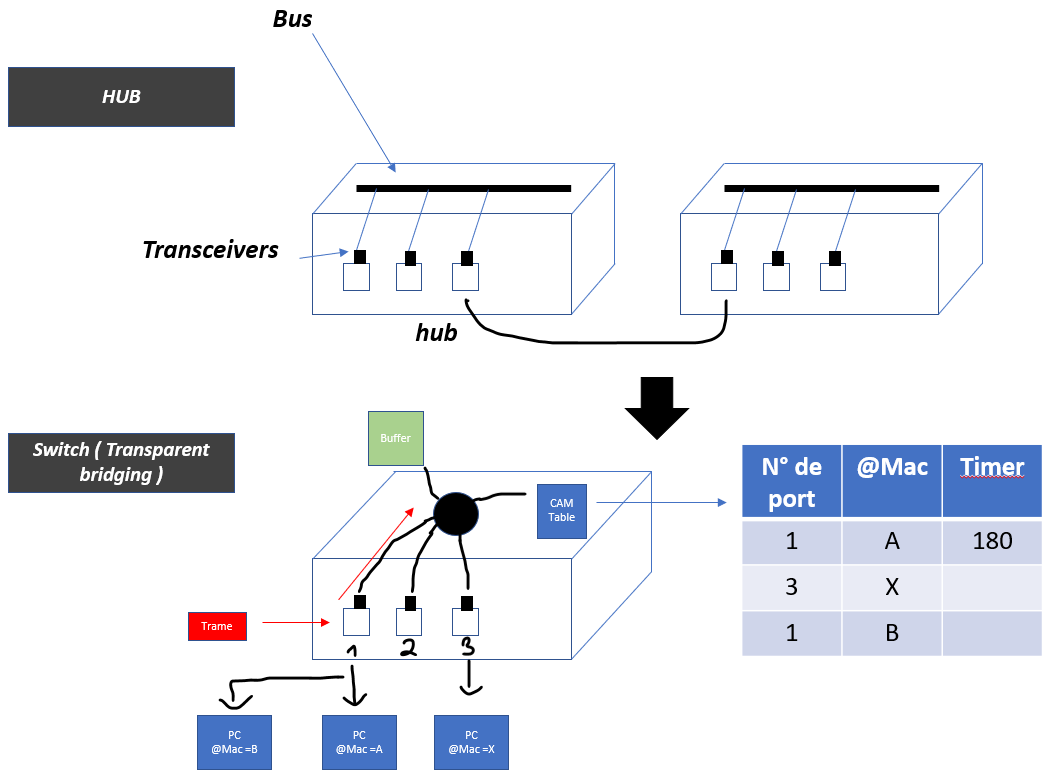 Bus
HUB
Transceivers
hub
Switch ( Transparent
bridging )
Buffer
CAM
Table
N° de
port
@Mac
Timer
1
A
180
3
X
1
B
Trame
1
2
3
PC
@Mac =B
PC
@Mac =A
PC
@Mac =X